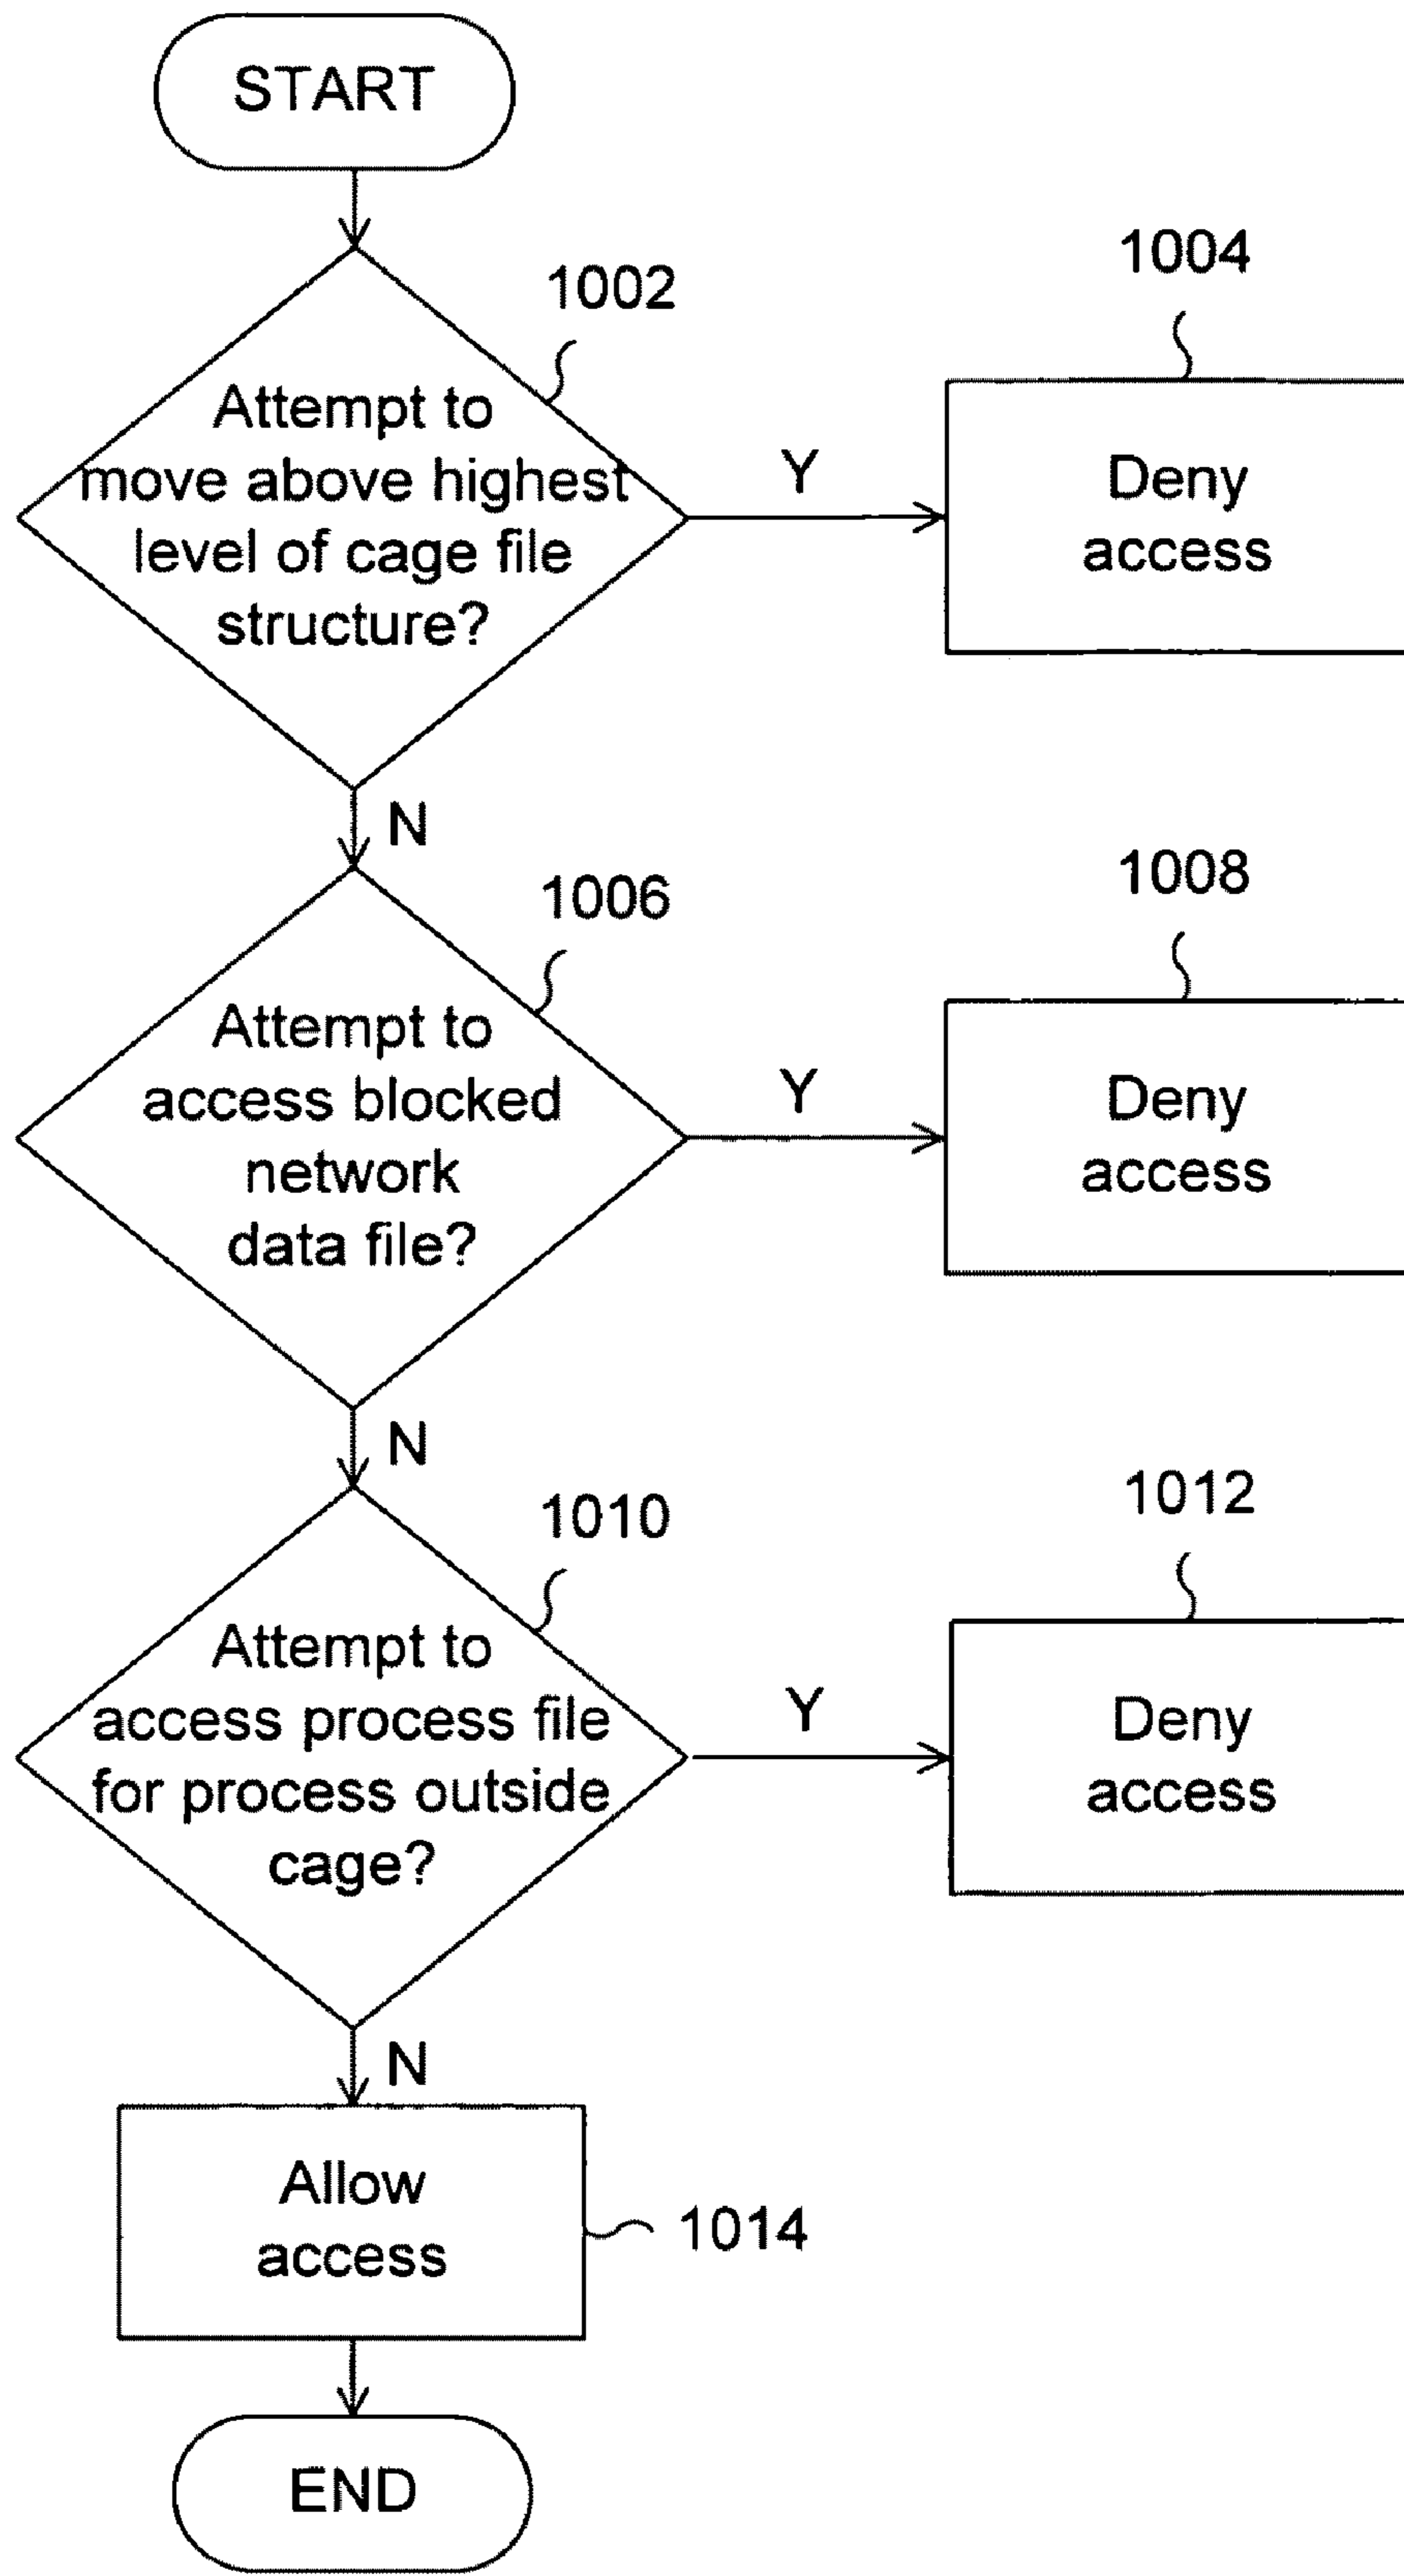 START
1002
1004
Attempt to
move above highest
level of cage file
structure?
Y
Deny
access
N
1006
1008
Attempt to
access blocked
network
data file?
Y
Deny
access
N
1010
1012
Attempt to
access process file
for process outside
cage?
Y
Deny
access
N
Allow
access
1014
END